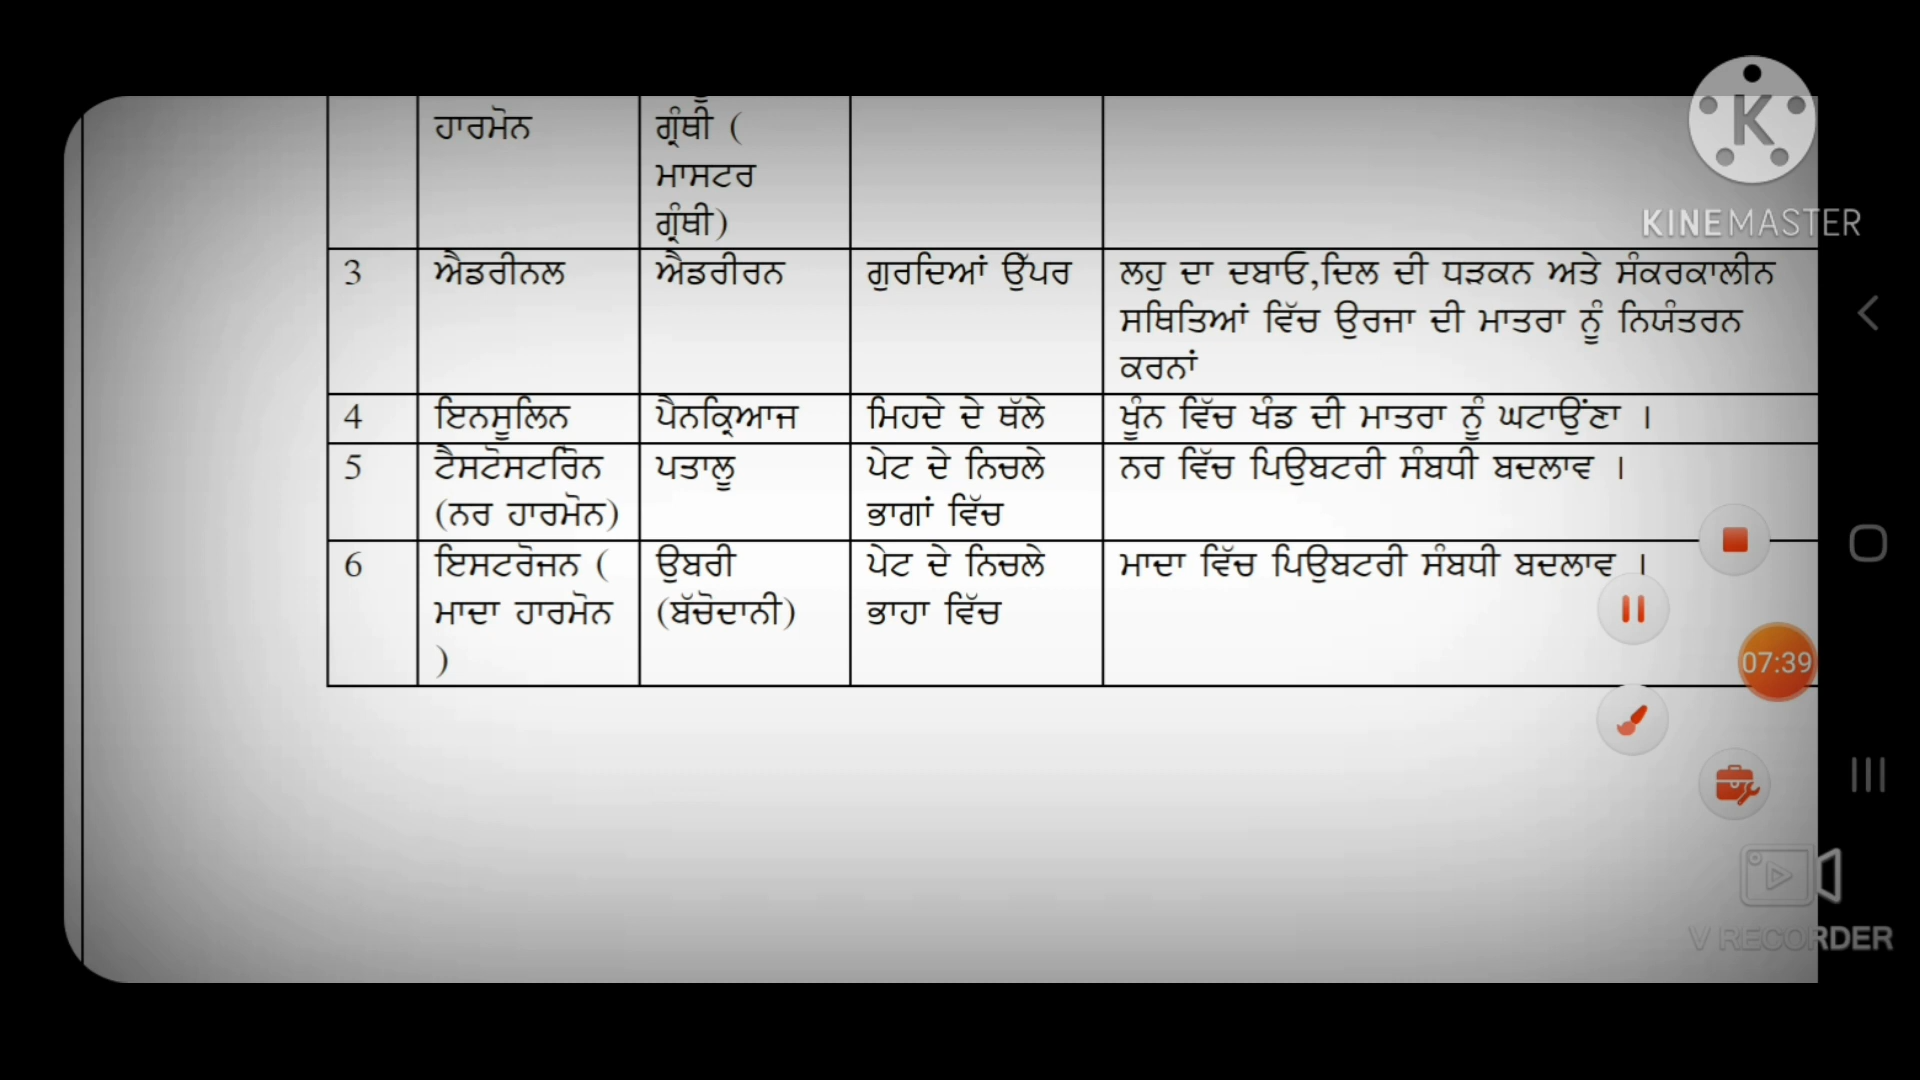 ਹਾਰਮੋਨ
ਗ੍ਰੰਥੀ (
ਮਾਸਟਰ
ਗ੍ਰੰਥੀ)
3
ਐਡਰੀਨਲ
ਐਡਰੀਰਨ
ਗੁਰਦਿਆਂ ਉੱਪਰ
ਲਹੁ ਦਾ ਦਬਾਓ,ਦਿਲ ਦੀ ਧੜਕਨ ਅਤੇ ਸੰਕਰਕਾਲੀਨ
ਸਥਿਤਿਆਂ ਵਿੱਚ ਉਰਜਾ ਦੀ ਮਾਤਰਾ ਨੂੰ ਨਿਯੰਤਰਨ
ਕਰਨਾਂ
4
ਇਨਸੂਲਿਨ
ਪੈਨਕ੍ਰਿਆਜ
ਮਿਹਦੇ ਦੇ ਥੱਲੇ
ਖੂੰਨ ਵਿੱਚ ਖੰਡ ਦੀ ਮਾਤਰਾ ਨੂੰ ਘਟਾਉਂਣਾ ।
5
ਟੈਸਟੋਸਟਰਿੋਨ
(ਨਰ ਹਾਰਮੋਨ)
ਪਤਾਲੂ
ਪੇਟ ਦੇ ਨਿਚਲੇ
ਭਾਗਾਂ ਵਿੱਚ
ਨਰ ਵਿੱਚ ਪਿਉਬਟਰੀ ਸੰਬਧੀ ਬਦਲਾਵ ।
6
ਇਸਟਰੋਜਨ (
ਮਾਦਾ ਹਾਰਮੋਨ
)
ਉਬਰੀ
(ਬੱਚੋਦਾਨੀ)
ਪੇਟ ਦੇ ਨਿਚਲੇ
ਭਾਹਾ ਵਿੱਚ
ਮਾਦਾ ਵਿੱਚ ਪਿਉਬਟਰੀ ਸੰਬਧੀ ਬਦਲਾਵ ।
K
KINEMASTER
07:39
V RECORDER